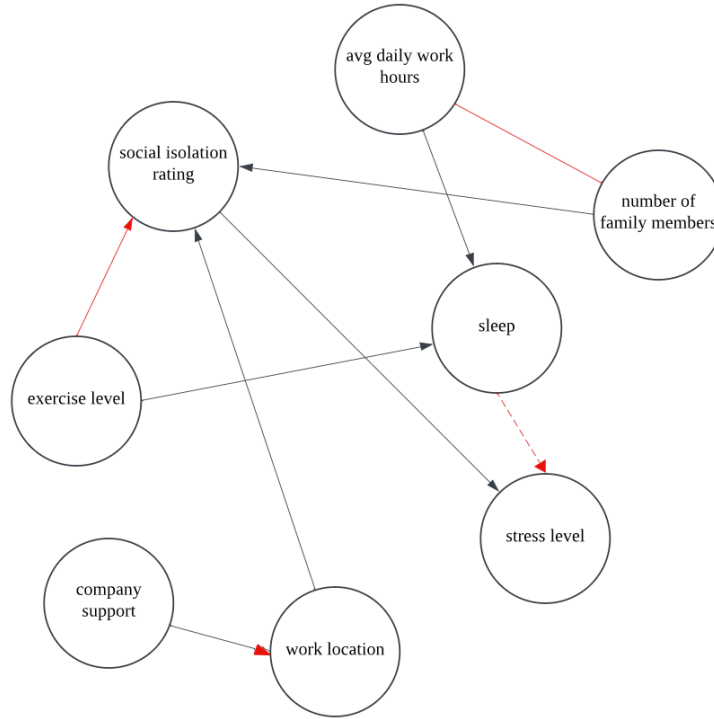 avg daily work
hours
social isolation
rating
number of
family members
sleep
exercise level
stress level
company
support
work location